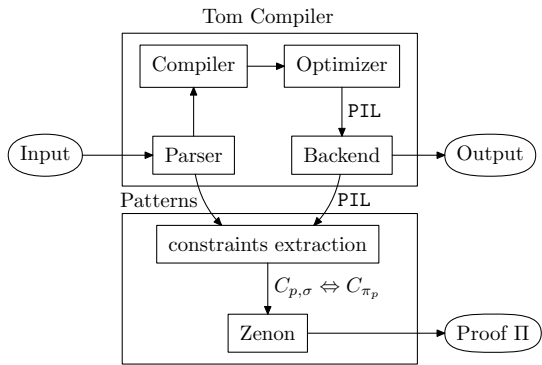 Tom Compiler
Compiler
Optimizer
PIL
Input
Parser
Backend
Output
Patterns
PIL
constraints extraction
C_{p,σ} ⇔ C_{π_p}
Zenon
Proof Π